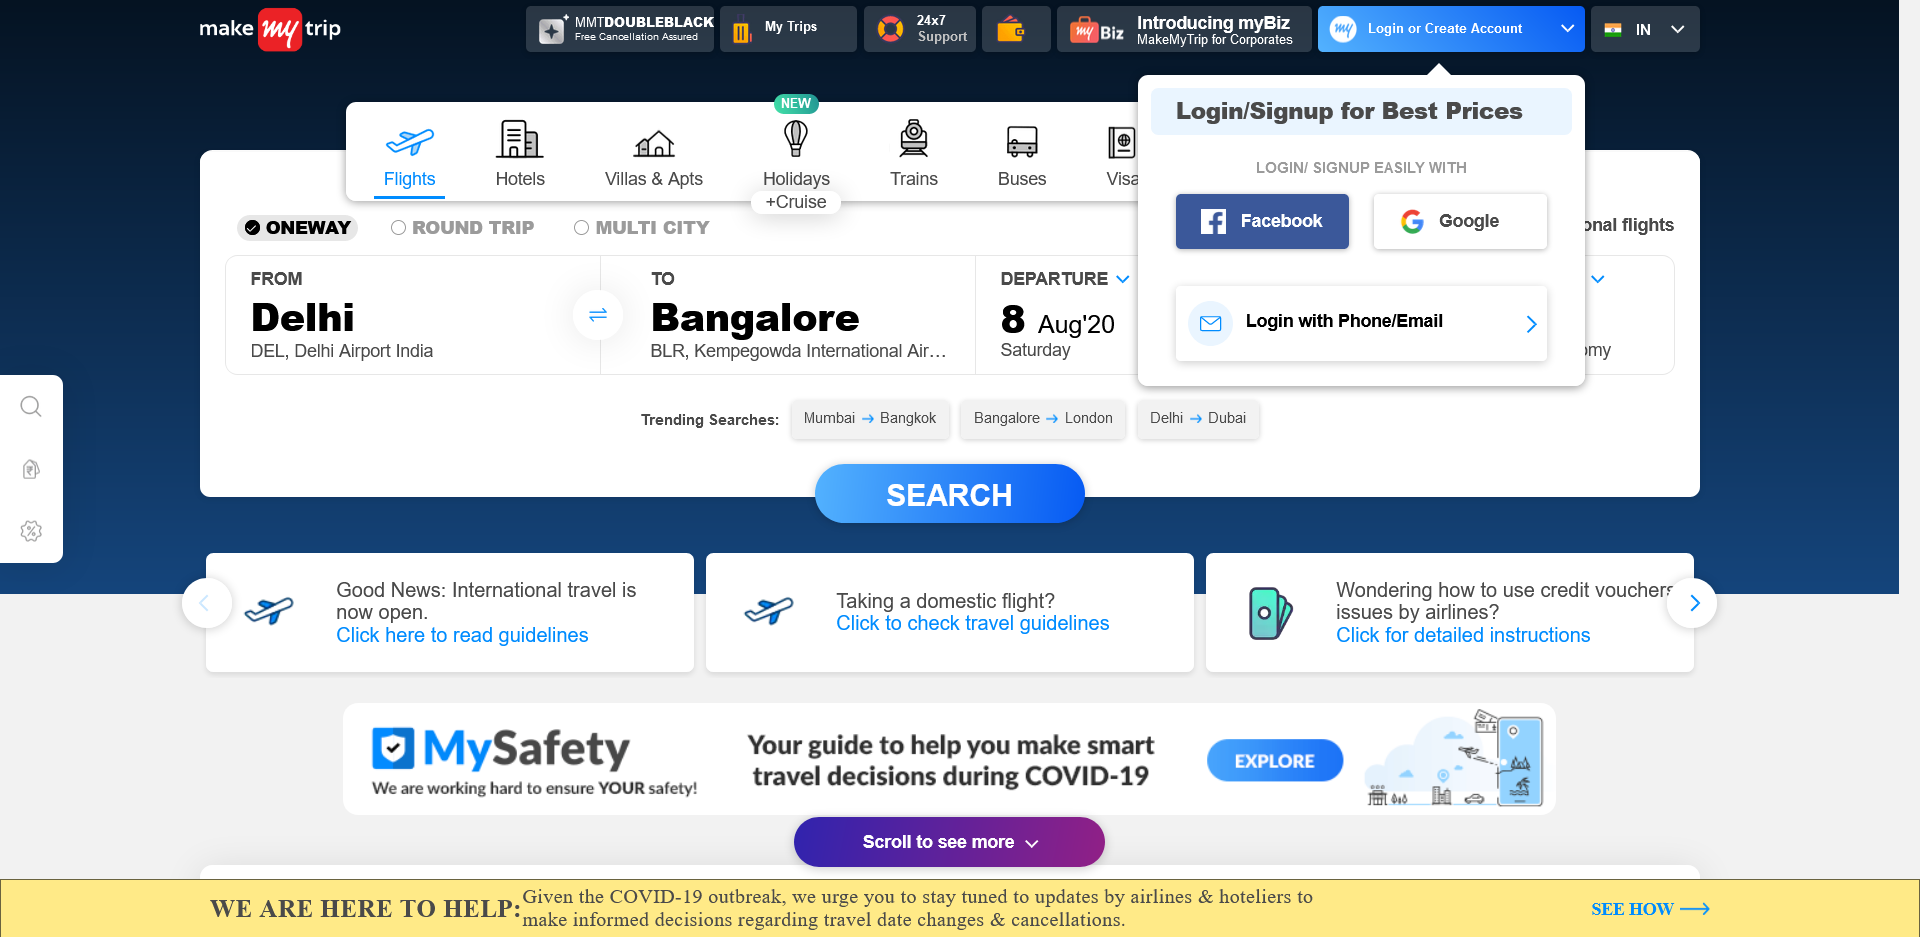 make my trip
MMTDOUBLEBLACK
Free Cancellation Assured
My Trips
24x7
Support
my Biz
Introducing myBiz
MakeMyTrip for Corporates
my
Login or Create Account
IN
Login/Signup for Best Prices
LOGIN/ SIGNUP EASILY WITH
Facebook
Google
Login with Phone/Email
NEW
Flights
Hotels
Villas & Apts
Holidays
+Cruise
Trains
Buses
Visa
ONEWAY
ROUND TRIP
MULTI CITY
onal flights
FROM
Delhi
DEL, Delhi Airport India
TO
Bangalore
BLR, Kempegowda International Air...
DEPARTURE
8 Aug'20
Saturday
omy
Trending Searches:
Mumbai → Bangkok
Bangalore → London
Delhi → Dubai
SEARCH
Good News: International travel is
now open.
Click here to read guidelines
Taking a domestic flight?
Click to check travel guidelines
Wondering how to use credit vouchers
issues by airlines?
Click for detailed instructions
MySafety
We are working hard to ensure YOUR safety!
Your guide to help you make smart
travel decisions during COVID-19
EXPLORE
Scroll to see more
WE ARE HERE TO HELP:
Given the COVID-19 outbreak, we urge you to stay tuned to updates by airlines & hoteliers to
make informed decisions regarding travel date changes & cancellations.
SEE HOW